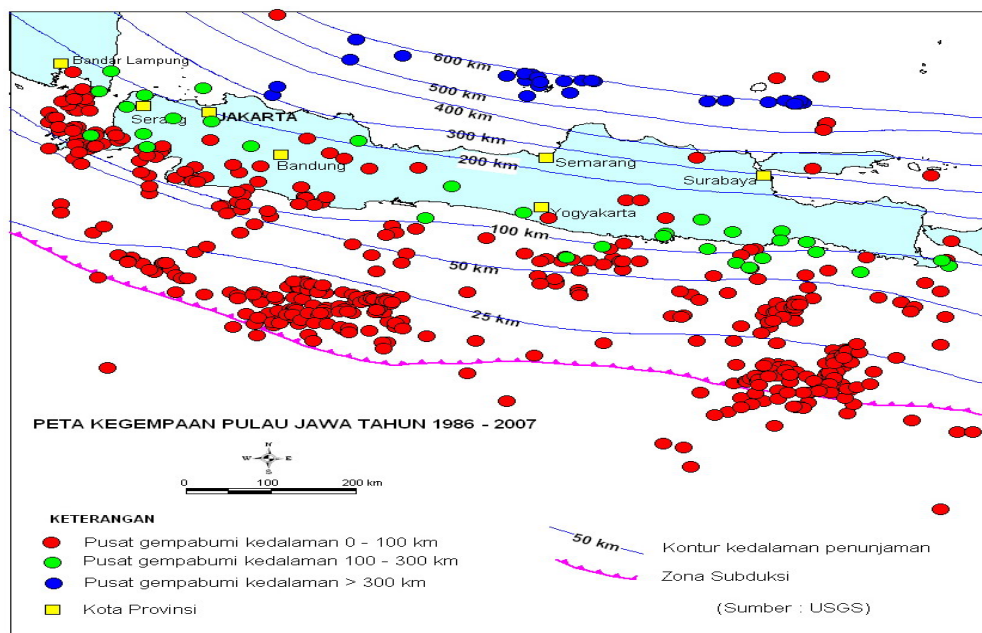 600 km
Bandar Lampung
500 km
400 km
Serang
JAKARTA
300 km
200 km
Semarang
Bandung
Surabaya
Yogyakarta
100 km
50 km
25 km
PETA KEGEMPAAN PULAU JAWA TAHUN 1986 - 2007
N
W E
S
0 100 200 km
KETERANGAN
Pusat gempabumi kedalaman 0 - 100 km
Pusat gempabumi kedalaman 100 - 300 km
Pusat gempabumi kedalaman > 300 km
Kota Provinsi
50 km
Kontur kedalaman penunjaman
Zona Subduksi
(Sumber : USGS)